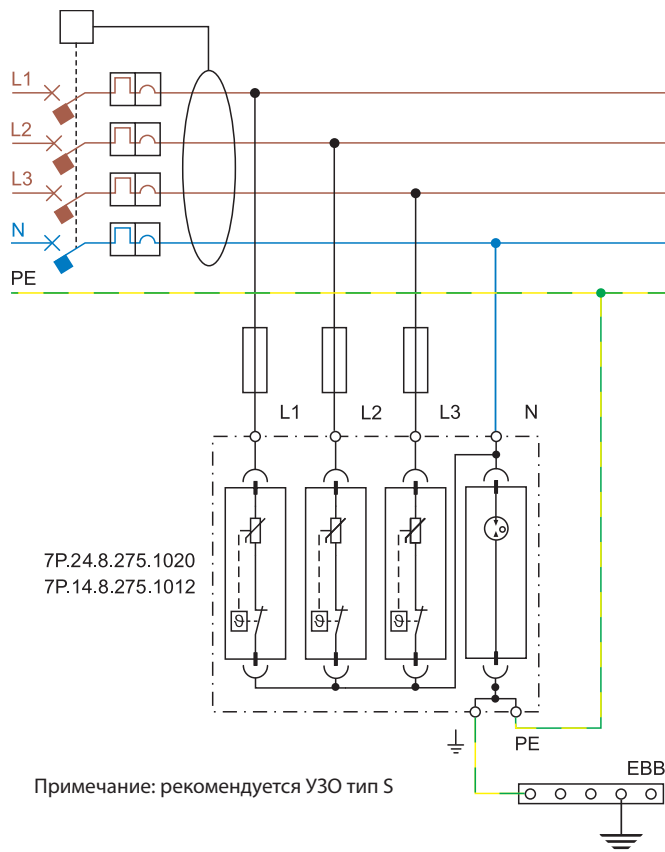 L1
L2
L3
N
PE
L1 L2 L3 N
7P.24.8.275.1020
7P.14.8.275.1012
ϑ ϑ ϑ
PE
EBB
Примечание: рекомендуется УЗО тип S